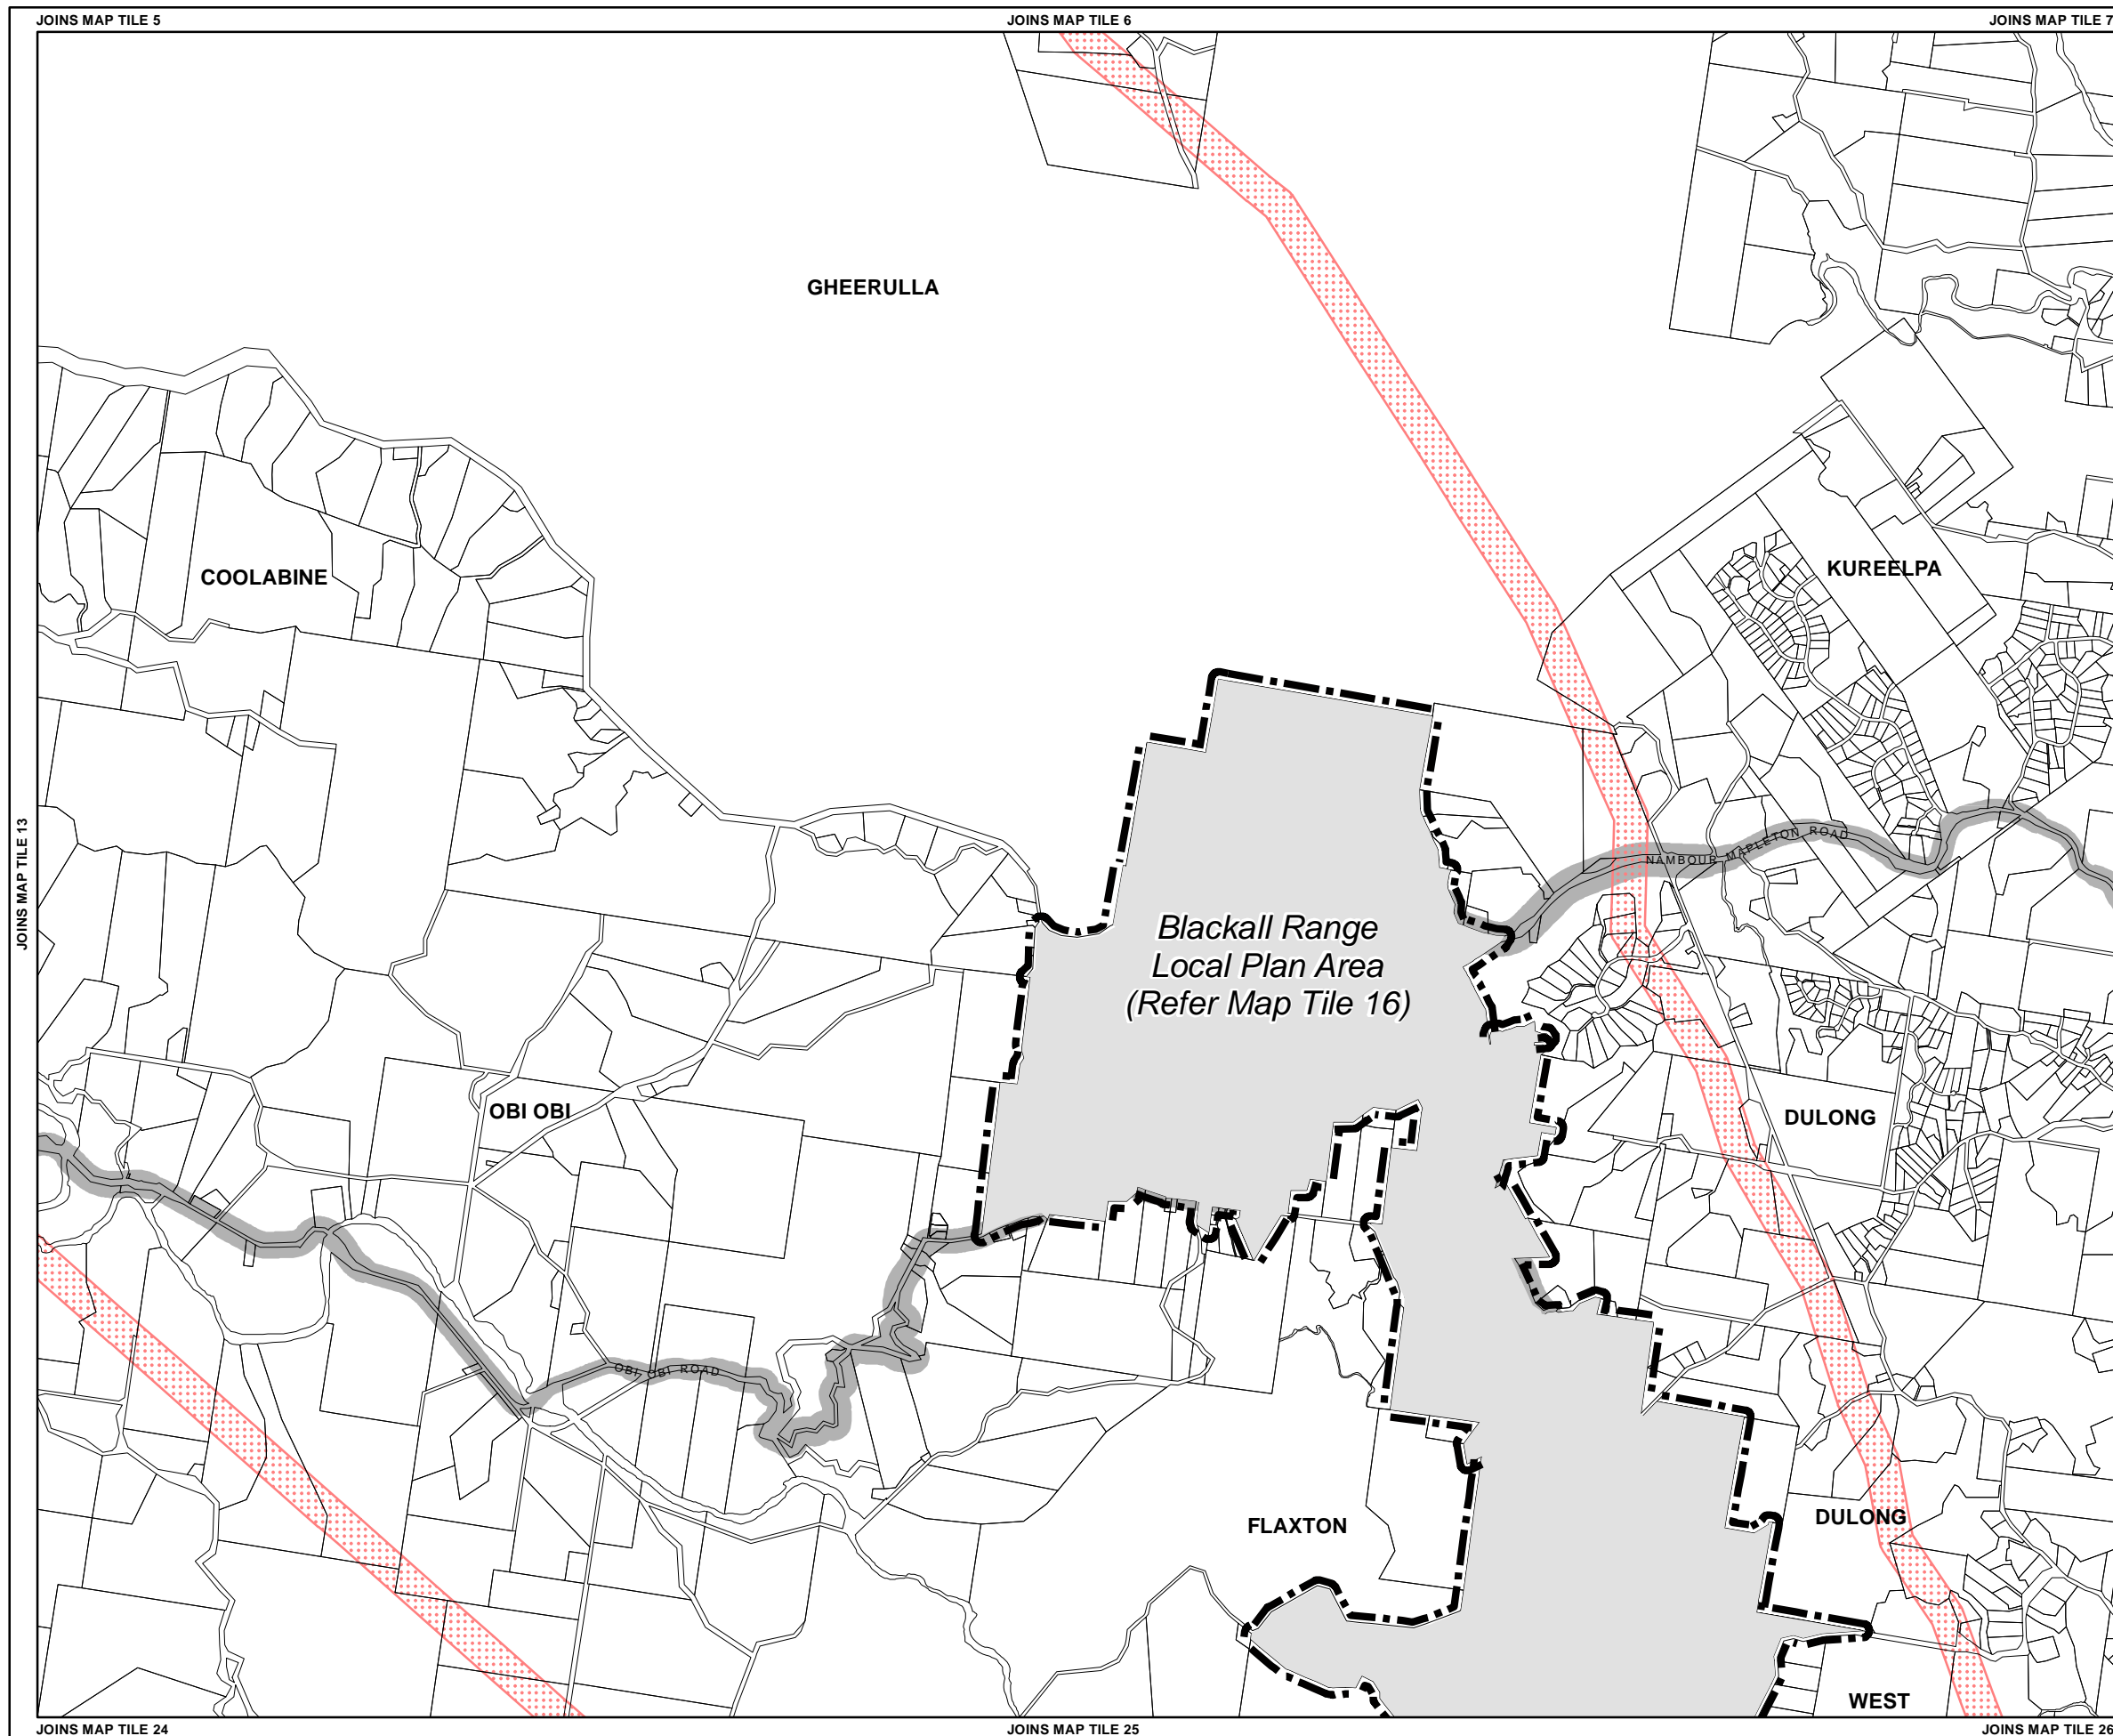 JOINS MAP TILE 5
JOINS MAP TILE 6
JOINS MAP TILE 7
GHEERULLA
COOLABINE
KUREELPA
JOINS MAP TILE 13
NAMBOUR MAPLETON ROAD
Blackall Range
Local Plan Area
(Refer Map Tile 16)
OBI OBI
DULONG
OBI OBI ROAD
FLAXTON
DULONG
WEST
JOINS MAP TILE 24
JOINS MAP TILE 25
JOINS MAP TILE 26